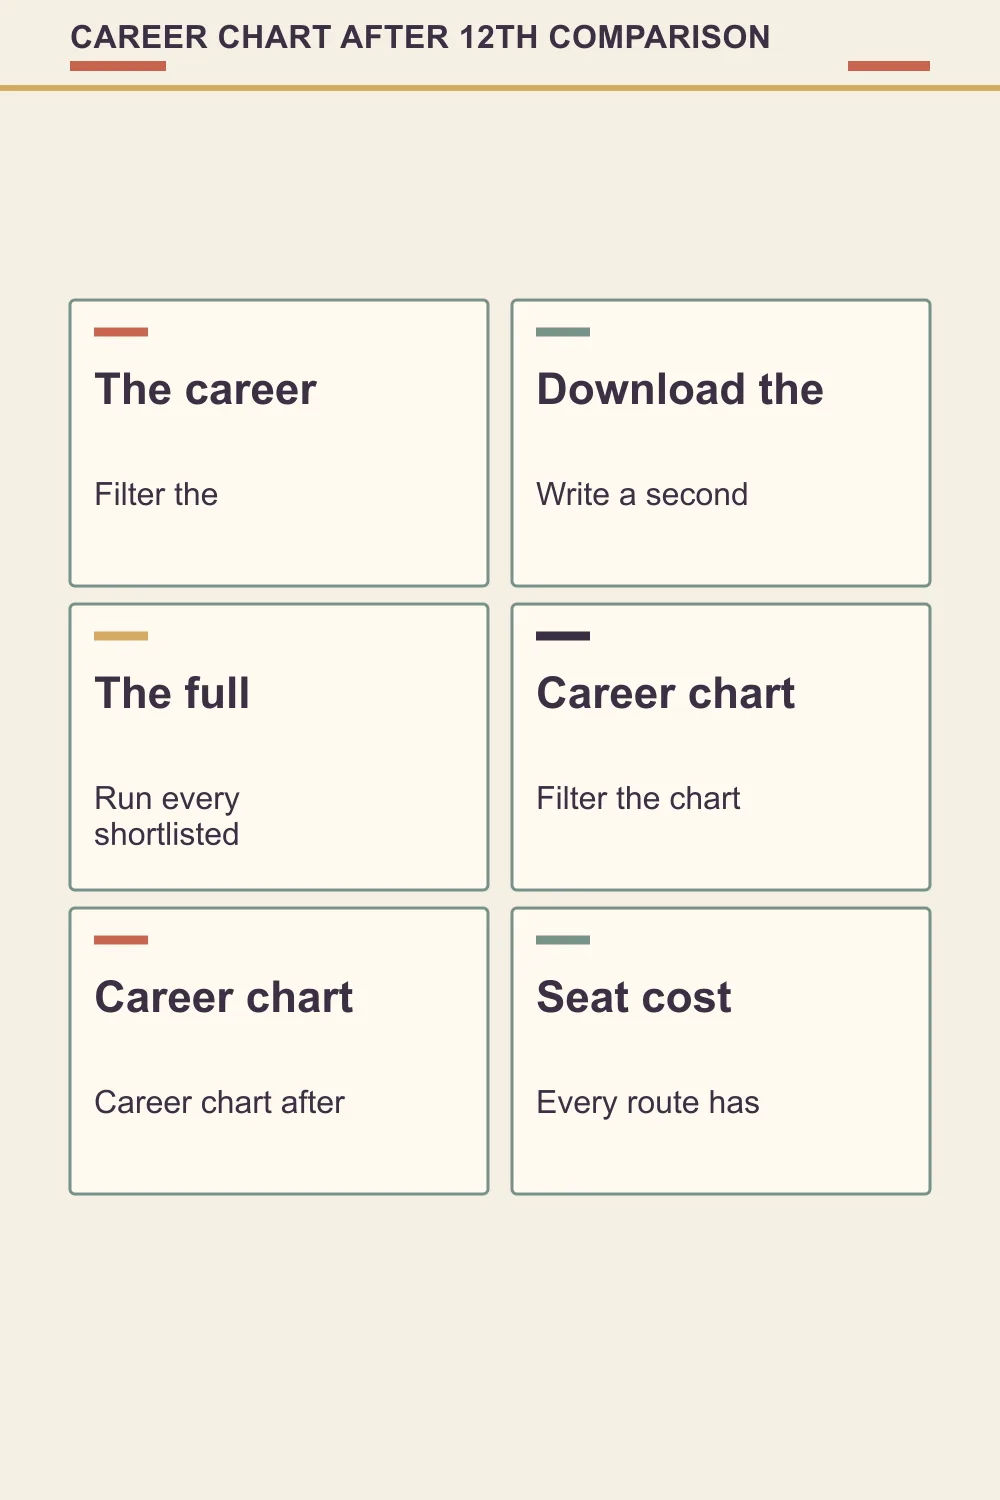 CAREER CHART AFTER 12TH COMPARISON
The career
Filter the
Download the
Write a second
The full
Run every
shortlisted
Career chart
Filter the chart
Career chart
Career chart after
Seat cost
Every route has